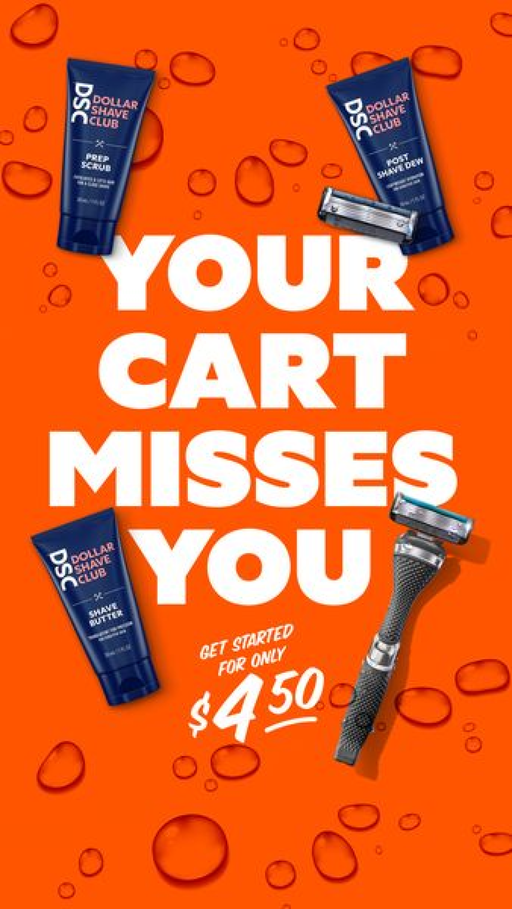 DSC
DOLLAR
SHAVE
CLUB
PREP
SCRUB
DSC
DOLLAR
SHAVE
CLUB
POST
SHAVE DEW
YOUR
CART
MISSES
YOU
DSC
DOLLAR
SHAVE
CLUB
SHAVE
BUTTER
GET STARTED
FOR ONLY
$4.50